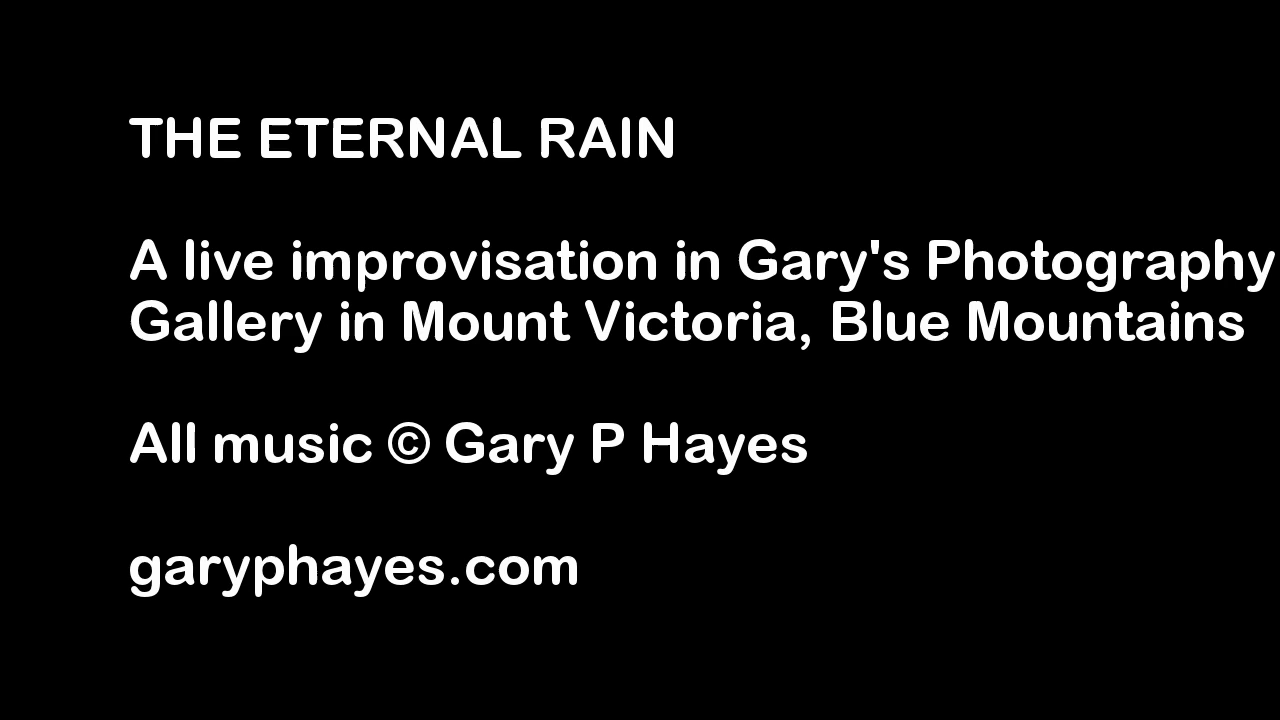 THE ETERNAL RAIN
A live improvisation in Gary's Photography
Gallery in Mount Victoria, Blue Mountains
All music © Gary P Hayes
garyphayes.com